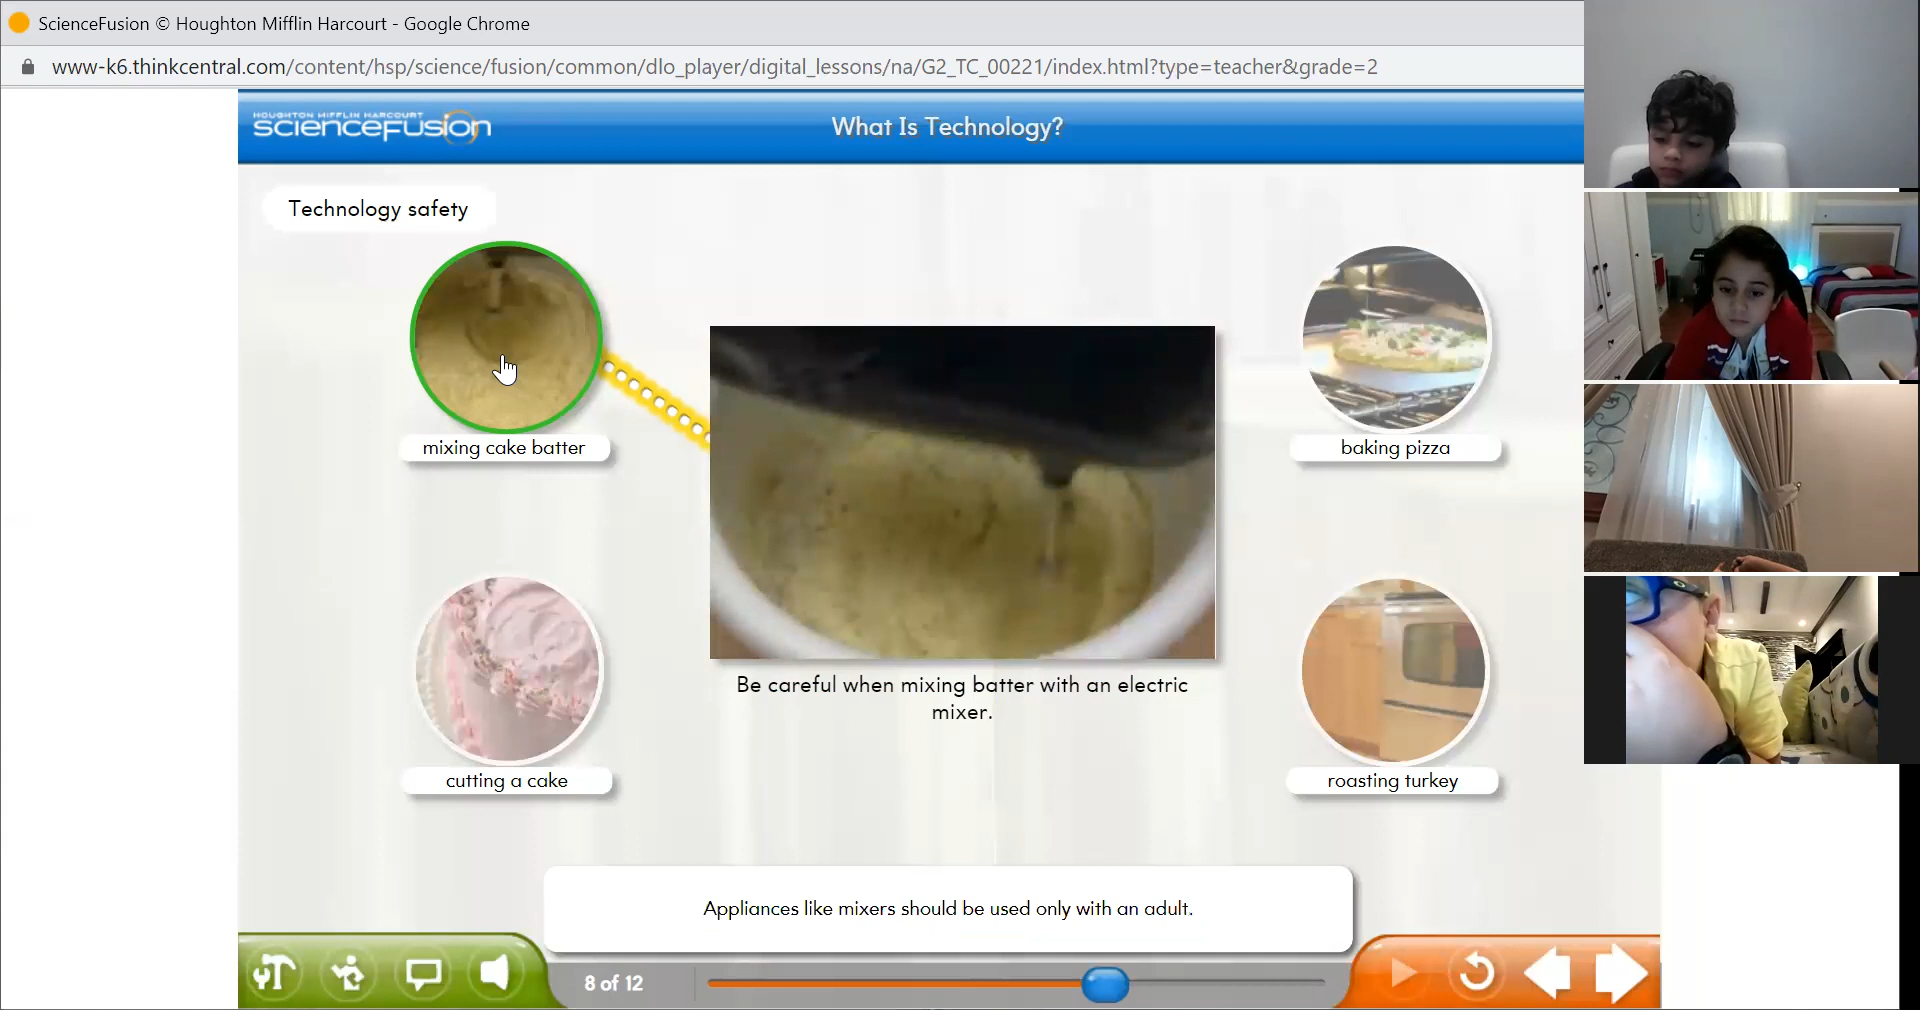 ScienceFusion © Houghton Mifflin Harcourt - Google Chrome
www-k6.thinkcentral.com/content/hsp/science/fusion/common/dlo_player/digital_lessons/na/G2_TC_00221/index.html?type=teacher&grade=2
HOUGHTON MIFFLIN HARCOURT
ScienceFusion
What Is Technology?
Technology safety
mixing cake batter
baking pizza
Be careful when mixing batter with an electric
mixer.
cutting a cake
roasting turkey
Appliances like mixers should be used only with an adult.
8 of 12